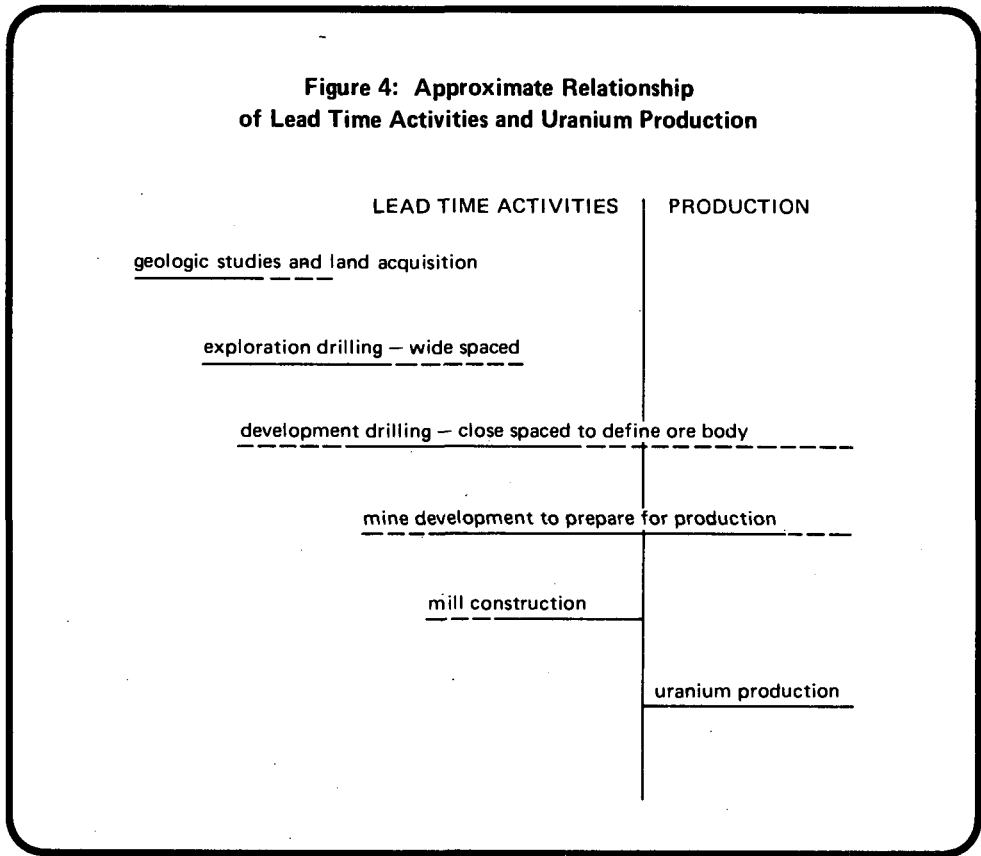 Figure 4: Approximate Relationship
of Lead Time Activities and Uranium Production
LEAD TIME ACTIVITIES PRODUCTION
geologic studies and land acquisition
exploration drilling — wide spaced
development drilling — close spaced to define ore body
mine development to prepare for production
mill construction
uranium production